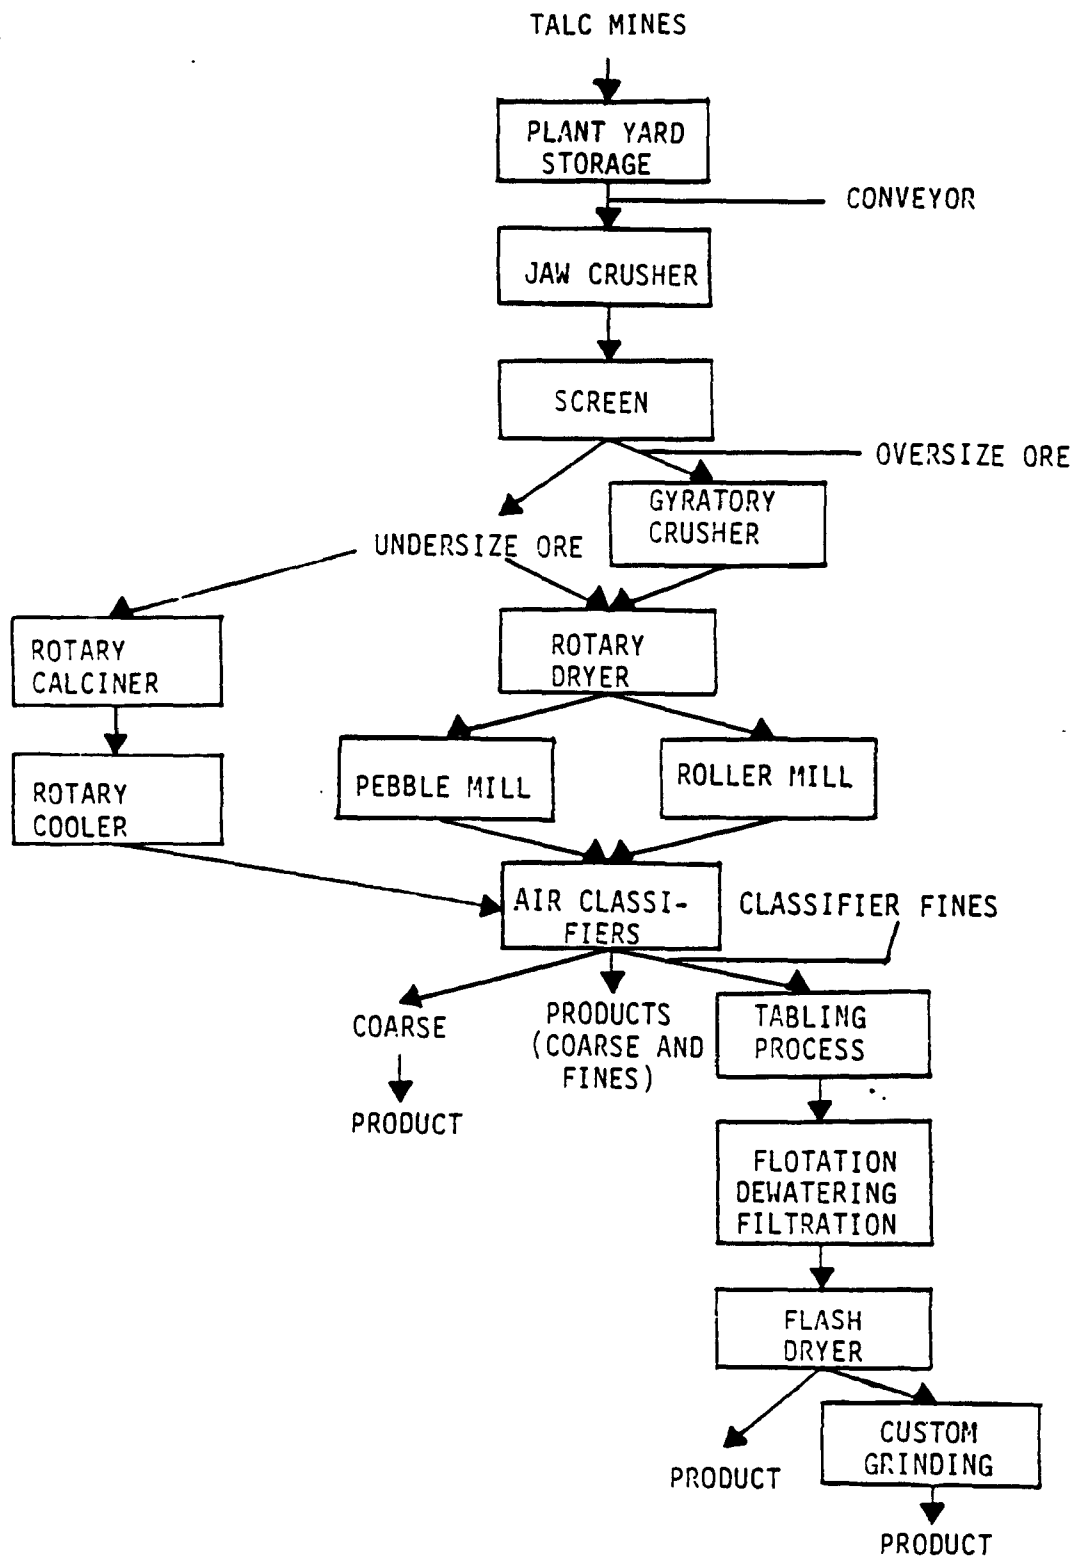 TALC MINES
PLANT YARD
STORAGE
CONVEYOR
JAW CRUSHER
SCREEN
OVERSIZE ORE
GYRATORY
CRUSHER
UNDERSIZE ORE
ROTARY
CALCINER
ROTARY
DRYER
PEBBLE MILL
ROLLER MILL
ROTARY
COOLER
AIR CLASSI-
FIERS
CLASSIFIER FINES
COARSE
PRODUCT
PRODUCTS
(COARSE AND
FINES)
TABLING
PROCESS
FLOTATION
DEWATERING
FILTRATION
FLASH
DRYER
PRODUCT
CUSTOM
GRINDING
PRODUCT